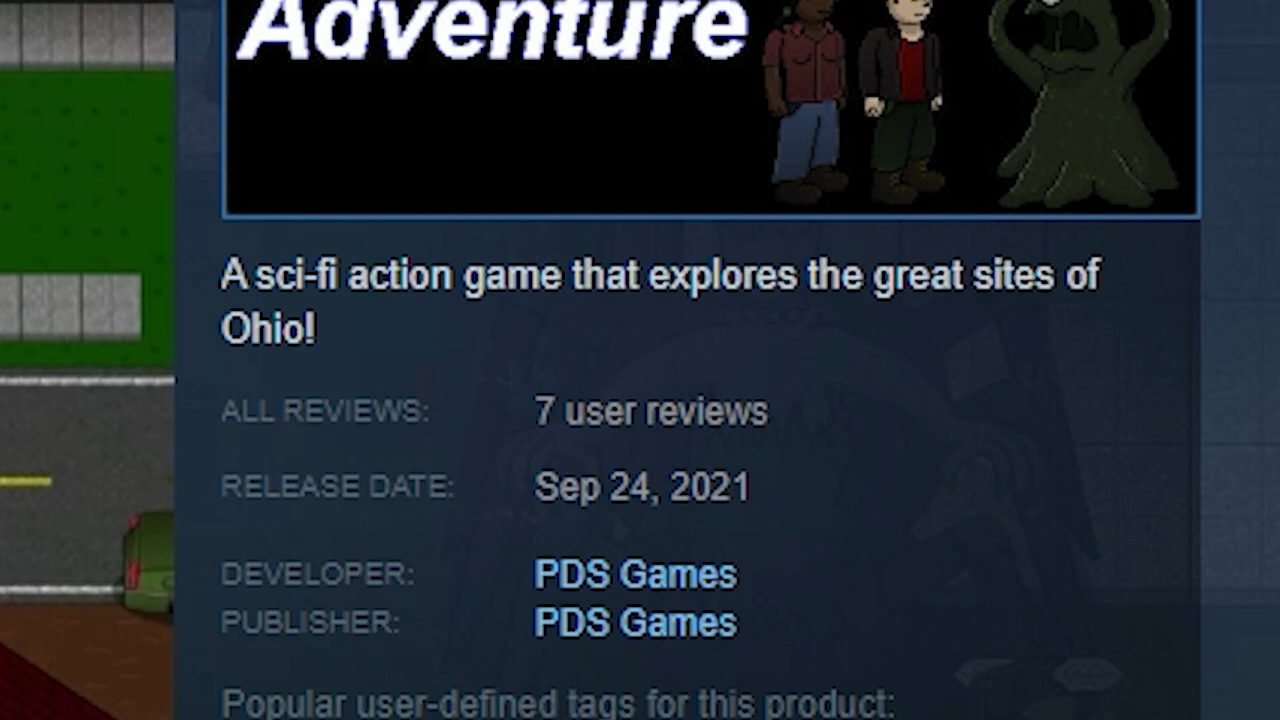 Adventure
A sci-fi action game that explores the great sites of
Ohio!
ALL REVIEWS: 7 user reviews
RELEASE DATE: Sep 24, 2021
DEVELOPER: PDS Games
PUBLISHER: PDS Games
Popular user-defined tags for this product: